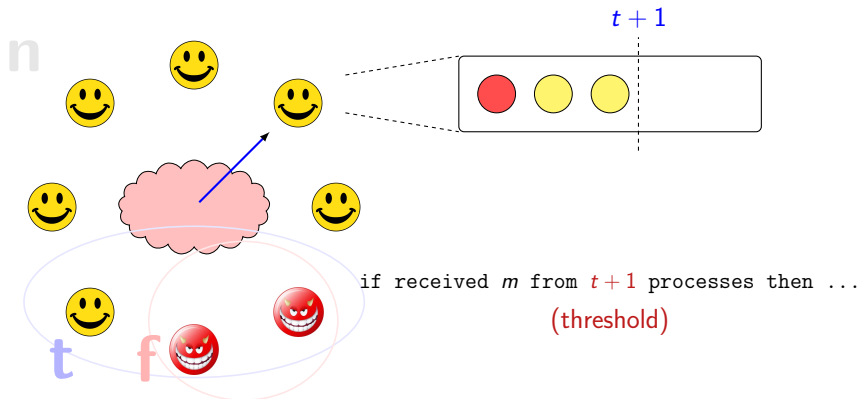 n
t + 1
if received m from t + 1 processes then ...
(threshold)
t f